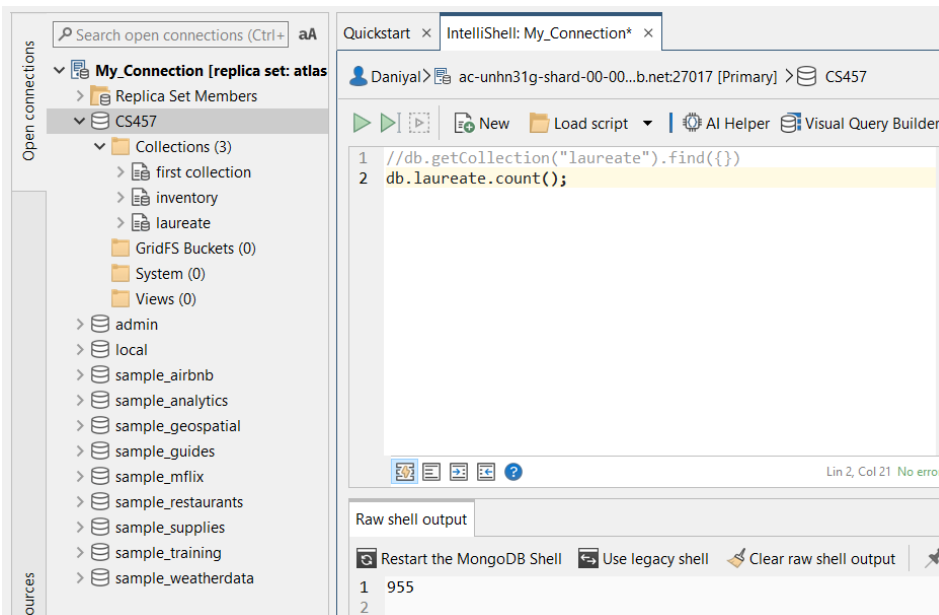 Open connections
Search open connections (Ctrl+ aA
My_Connection [replica set: atlas
Replica Set Members
CS457
Collections (3)
first collection
inventory
laureate
GridFS Buckets (0)
System (0)
Views (0)
admin
local
sample_airbnb
sample_analytics
sample_geospatial
sample_guides
sample_mflix
sample_restaurants
sample_supplies
sample_training
sample_weatherdata
ources
Quickstart × IntelliShell: My_Connection* ×
Daniyal> ac-unhn31g-shard-00-00...b.net:27017 [Primary] > CS457
New Load script AI Helper Visual Query Builder
1 //db.getCollection("laureate").find({})
2 db.laureate.count();
Lin 2, Col 21 No erro
Raw shell output
Restart the MongoDB Shell Use legacy shell Clear raw shell output
1 955
2